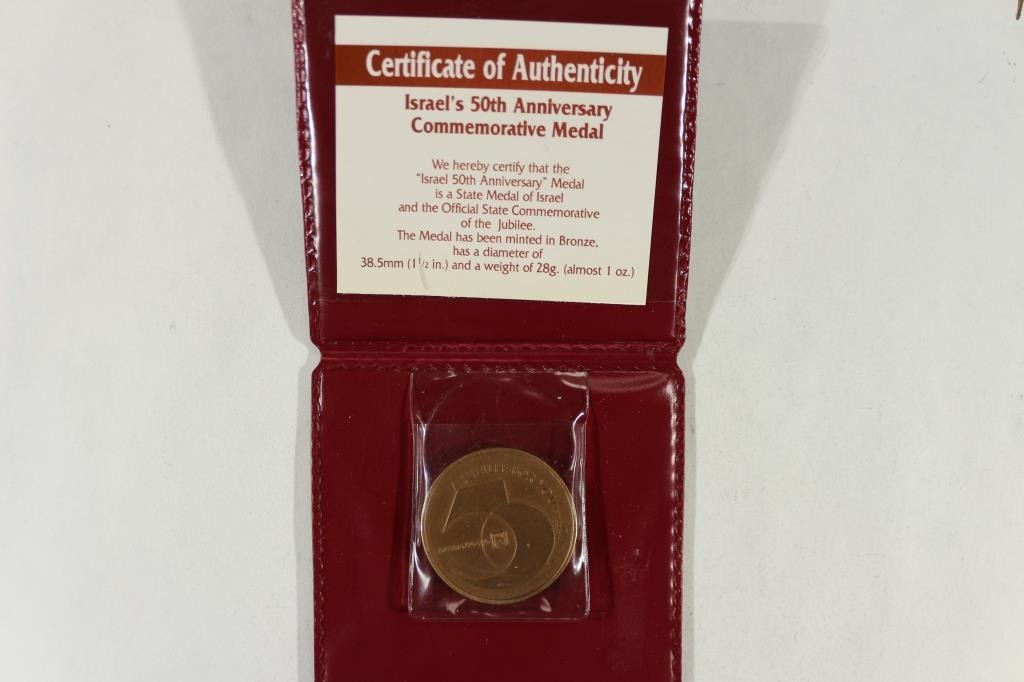 Certificate of Authenticity
Israel's 50th Anniversary
Commemorative Medal
We hereby certify that the
"Israel 50th Anniversary" Medal
is a State Medal of Israel
and the Official State Commemorative
of the Jubilee.
The Medal has been minted in Bronze,
has a diameter of
38.5mm (1 1/2 in.) and a weight of 28g. (almost 1 oz.)